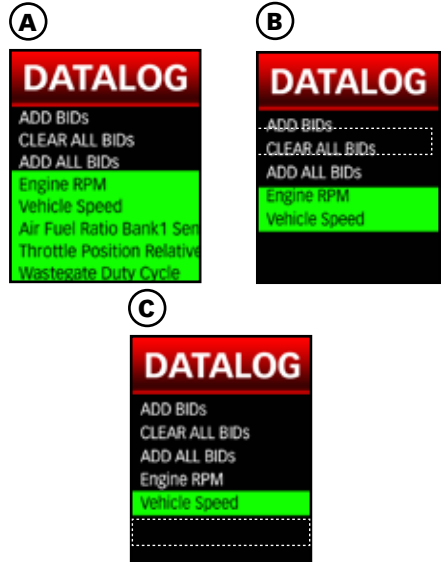 A
DATALOG
ADD BIDs
CLEAR ALL BIDs
ADD ALL BIDs
Engine RPM
Vehicle Speed
Air Fuel Ratio Bank1 Sen
Throttle Position Relative
Wastegate Duty Cycle
B
DATALOG
ADD BIDs
CLEAR ALL BIDs
ADD ALL BIDs
Engine RPM
Vehicle Speed
C
DATALOG
ADD BIDs
CLEAR ALL BIDs
ADD ALL BIDs
Engine RPM
Vehicle Speed